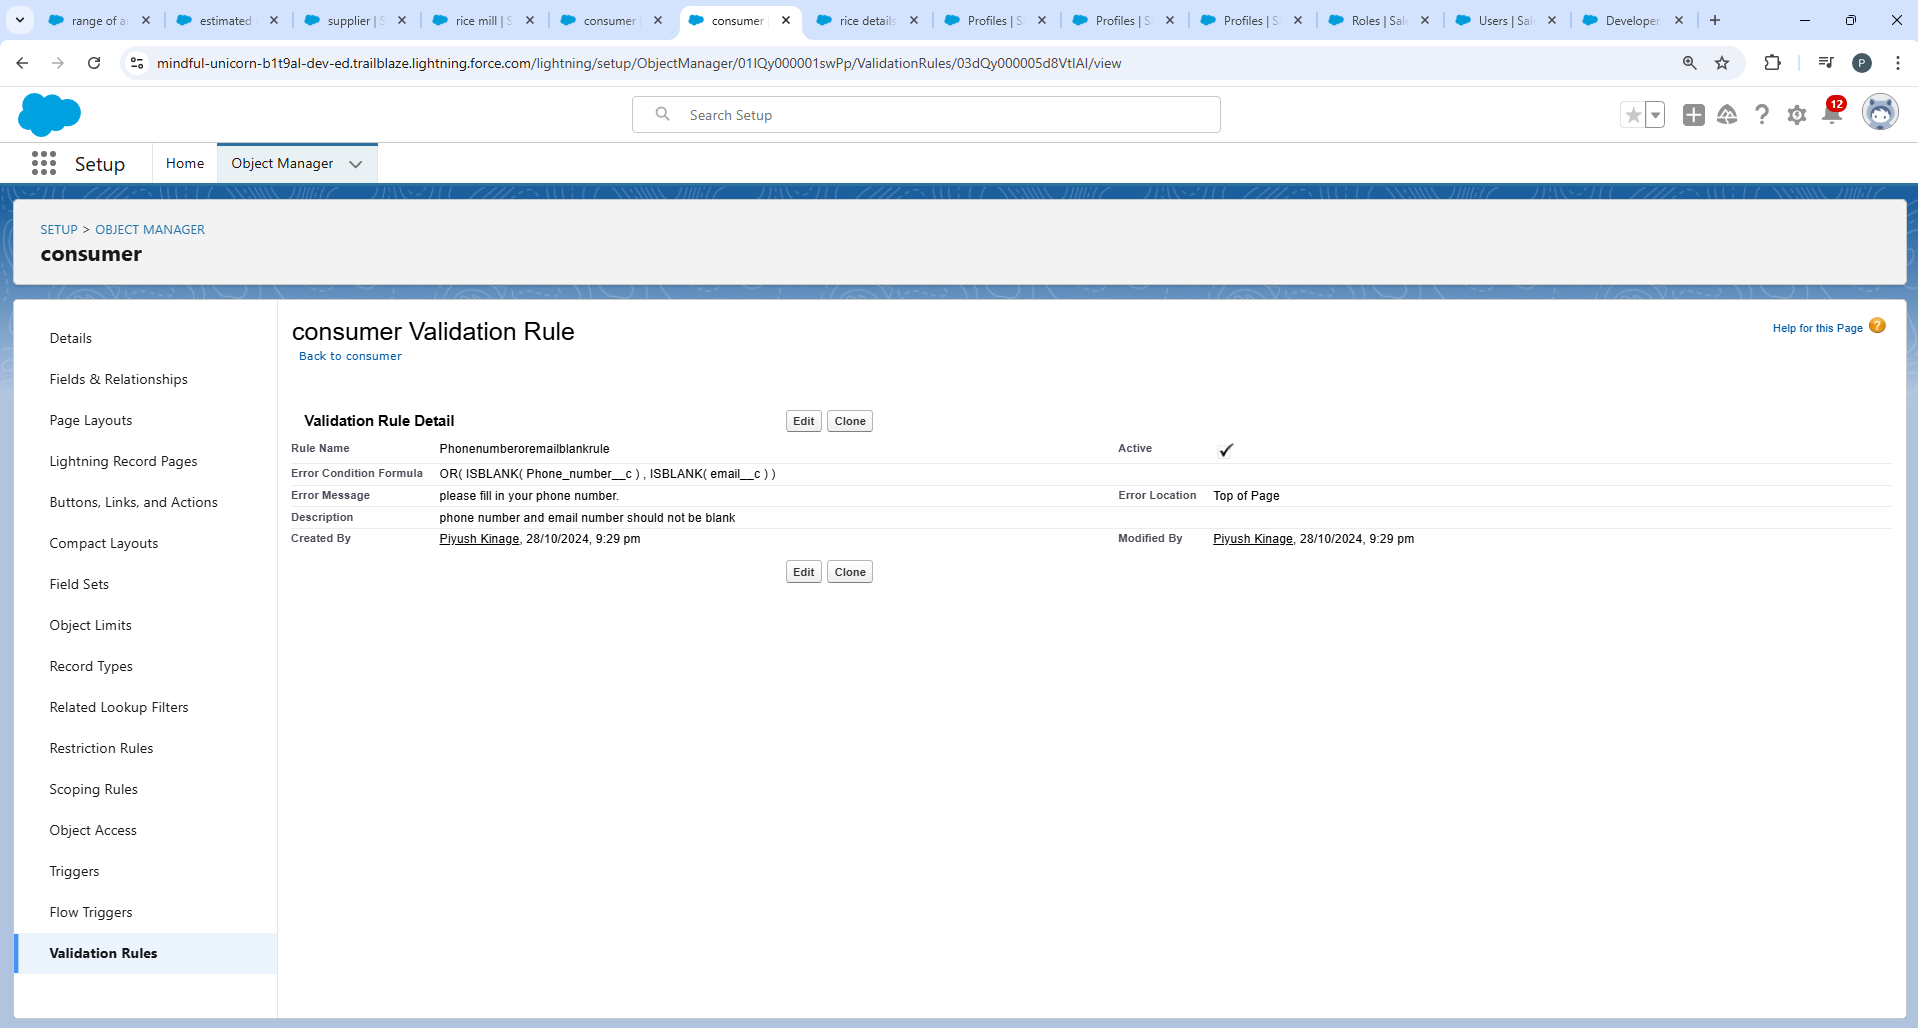 range of a
estimated
supplier | S
rice mill | S
consumer
consumer
rice details
Profiles | S
Profiles | S
Profiles | S
Roles | Sal
Users | Sal
Developer
mindful-unicorn-b1t9al-dev-ed.trailblaze.lightning.force.com/lightning/setup/ObjectManager/01IQy000001swPp/ValidationRules/03dQy000005d8VtIAI/view
P
Search Setup
12
Setup
Home
Object Manager
SETUP > OBJECT MANAGER
consumer
Details
Fields & Relationships
Page Layouts
Lightning Record Pages
Buttons, Links, and Actions
Compact Layouts
Field Sets
Object Limits
Record Types
Related Lookup Filters
Restriction Rules
Scoping Rules
Object Access
Triggers
Flow Triggers
Validation Rules
consumer Validation Rule
Help for this Page ?
Back to consumer
Validation Rule Detail Edit Clone
Rule Name Phonenumberoremailblankrule Active
Error Condition Formula OR( ISBLANK( Phone_number__c ) , ISBLANK( email__c ) )
Error Message please fill in your phone number. Error Location Top of Page
Description phone number and email number should not be blank
Created By Piyush Kinage, 28/10/2024, 9:29 pm Modified By Piyush Kinage, 28/10/2024, 9:29 pm
Edit Clone